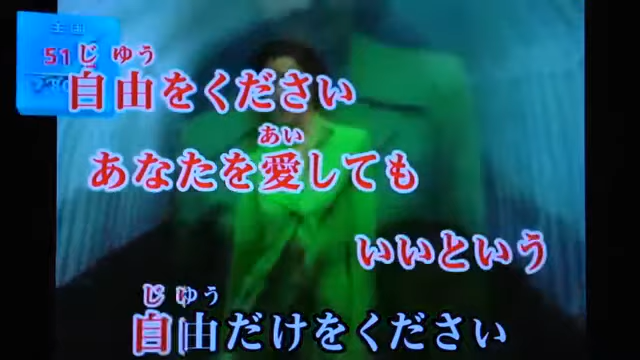 全国
51
じゆう
自由をください
あい
あなたを愛しても
いいという
じゆう
自由だけをください